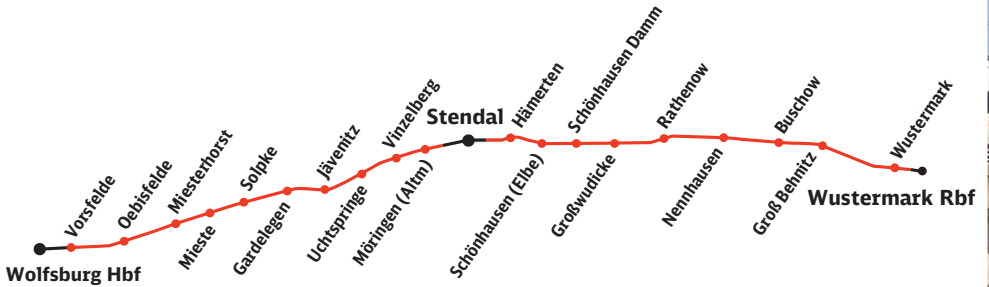 Wolfsburg Hbf
Vorsfelde
Oebisfelde
Miesterhorst
Mieste
Solpke
Gardelegen
Jävenitz
Uchtspringe
Vinzelberg
Möringen (Altm)
Stendal
Hämerten
Schönhausen (Elbe)
Schönhausen Damm
Großwudicke
Rathenow
Nennhausen
Buschow
Groß Behnitz
Wustermark
Wustermark Rbf